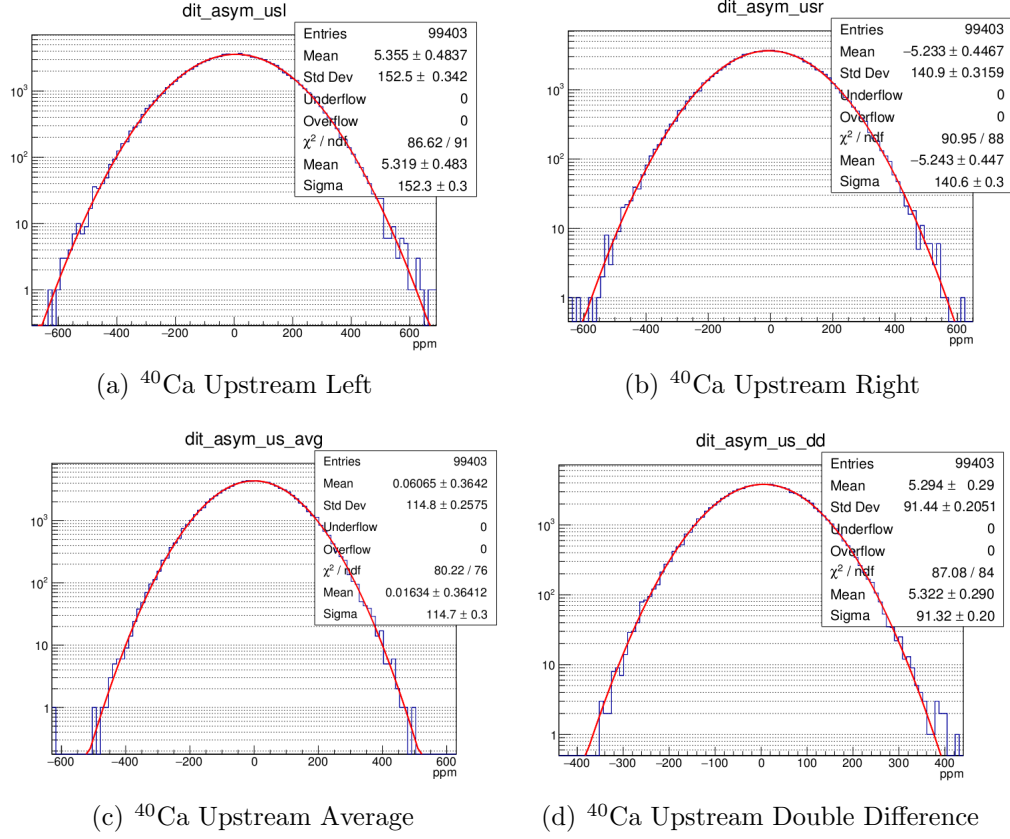 dit_asym_usl
Entries 99403
Mean 5.355 ± 0.4837
Std Dev 152.5 ± 0.342
Underflow 0
Overflow 0
χ² / ndf 86.62 / 91
Mean 5.319 ± 0.483
Sigma 152.3 ± 0.3
10³
10²
10
1
−600 −400 −200 0 200 400 600
ppm
(a) ⁴⁰Ca Upstream Left
dit_asym_usr
Entries 99403
Mean −5.233 ± 0.4467
Std Dev 140.9 ± 0.3159
Underflow 0
Overflow 0
χ² / ndf 90.95 / 88
Mean −5.243 ± 0.447
Sigma 140.6 ± 0.3
10³
10²
10
1
−600 −400 −200 0 200 400 600
ppm
(b) ⁴⁰Ca Upstream Right
dit_asym_us_avg
Entries 99403
Mean 0.06065 ± 0.3642
Std Dev 114.8 ± 0.2575
Underflow 0
Overflow 0
χ² / ndf 80.22 / 76
Mean 0.01634 ± 0.36412
Sigma 114.7 ± 0.3
10³
10²
10
1
−600 −400 −200 0 200 400 600
ppm
(c) ⁴⁰Ca Upstream Average
dit_asym_us_dd
Entries 99403
Mean 5.294 ± 0.29
Std Dev 91.44 ± 0.2051
Underflow 0
Overflow 0
χ² / ndf 87.08 / 84
Mean 5.322 ± 0.290
Sigma 91.32 ± 0.20
10³
10²
10
1
−400 −300 −200 −100 0 100 200 300 400
ppm
(d) ⁴⁰Ca Upstream Double Difference